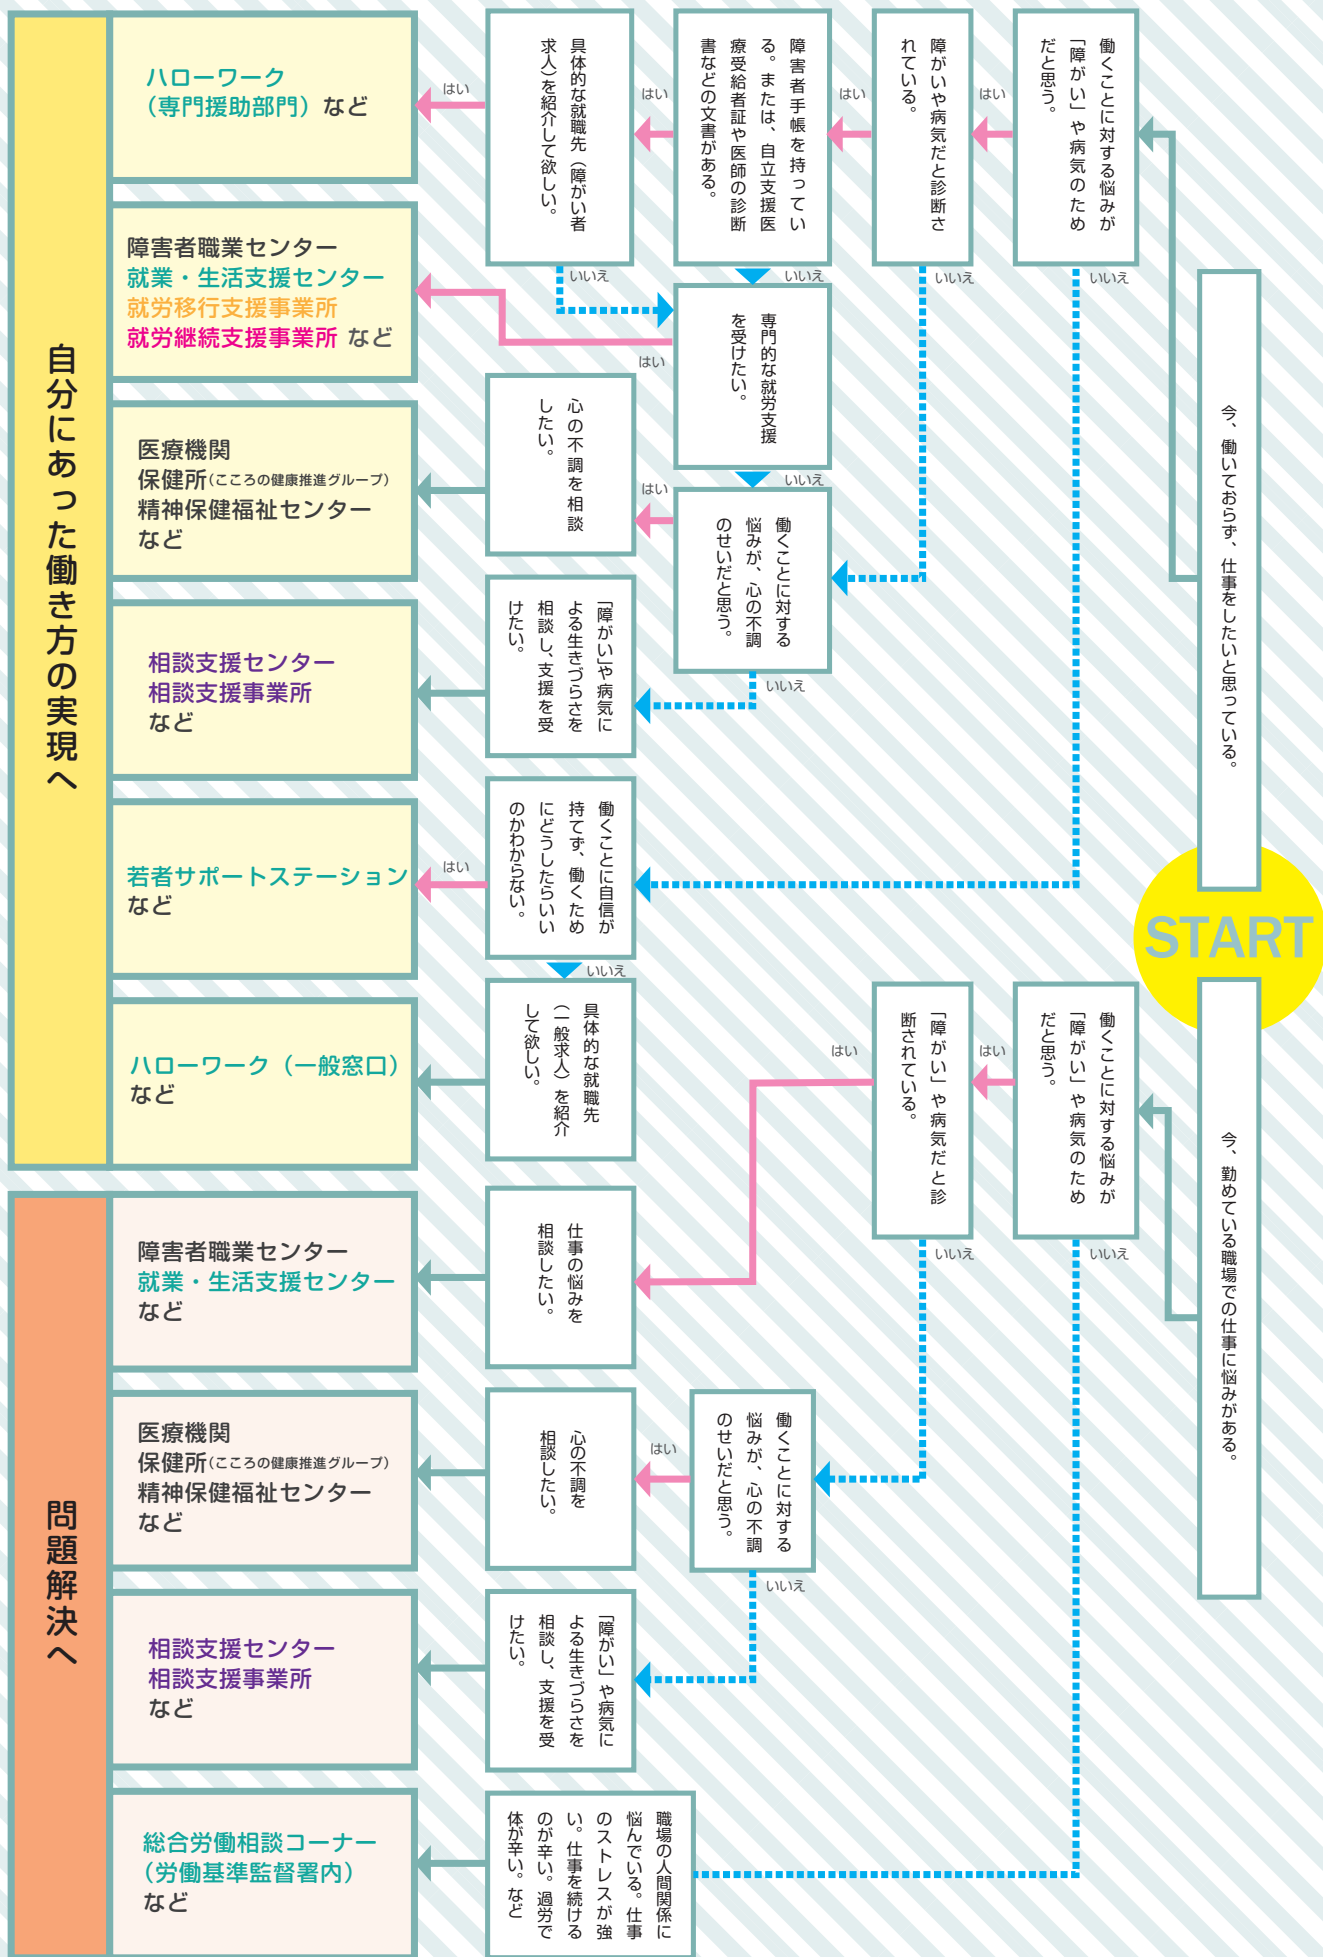 START
今、働いておらず、仕事をしたいと思っている。
働くことに対する悩みが
「障がい」や病気のため
だと思う。
はい
いいえ
障がいや病気だと診断さ
れている。
はい
いいえ
障害者手帳を持ってい
る。または、自立支援医
療受給者証や医師の診断
書などの文書がある。
はい
いいえ
具体的な就職先（障がい者
求人）を紹介して欲しい。
はい
いいえ
専門的な就労支援
を受けたい。
はい
いいえ
働くことに対する
悩みが、心の不調
のせいだと思う。
はい
いいえ
心の不調を相談
したい。
「障がい」や病気に
よる生きづらさを
相談し、支援を受
けたい。
働くことに自信が
持てず、働くため
にどうしたらいい
のかわからない。
はい
いいえ
具体的な就職先
（一般求人）を紹介
して欲しい。
ハローワーク
（専門援助部門）など
障害者職業センター
就業・生活支援センター
就労移行支援事業所
就労継続支援事業所 など
医療機関
保健所(こころの健康推進グループ)
精神保健福祉センター
など
相談支援センター
相談支援事業所
など
若者サポートステーション
など
ハローワーク（一般窓口）
など
自分にあった働き方の実現へ
今、勤めている職場での仕事に悩みがある。
働くことに対する悩みが
「障がい」や病気のため
だと思う。
はい
いいえ
「障がい」や病気だと診
断されている。
はい
いいえ
働くことに対する
悩みが、心の不調
のせいだと思う。
はい
いいえ
仕事の悩みを
相談したい。
心の不調を
相談したい。
「障がい」や病気に
よる生きづらさを
相談し、支援を受
けたい。
職場の人間関係に
悩んでいる。仕事
のストレスが強
い。仕事を続ける
のが辛い。過労で
体が辛い。など
障害者職業センター
就業・生活支援センター
など
医療機関
保健所(こころの健康推進グループ)
精神保健福祉センター
など
相談支援センター
相談支援事業所
など
総合労働相談コーナー
（労働基準監督署内）
など
問題解決へ